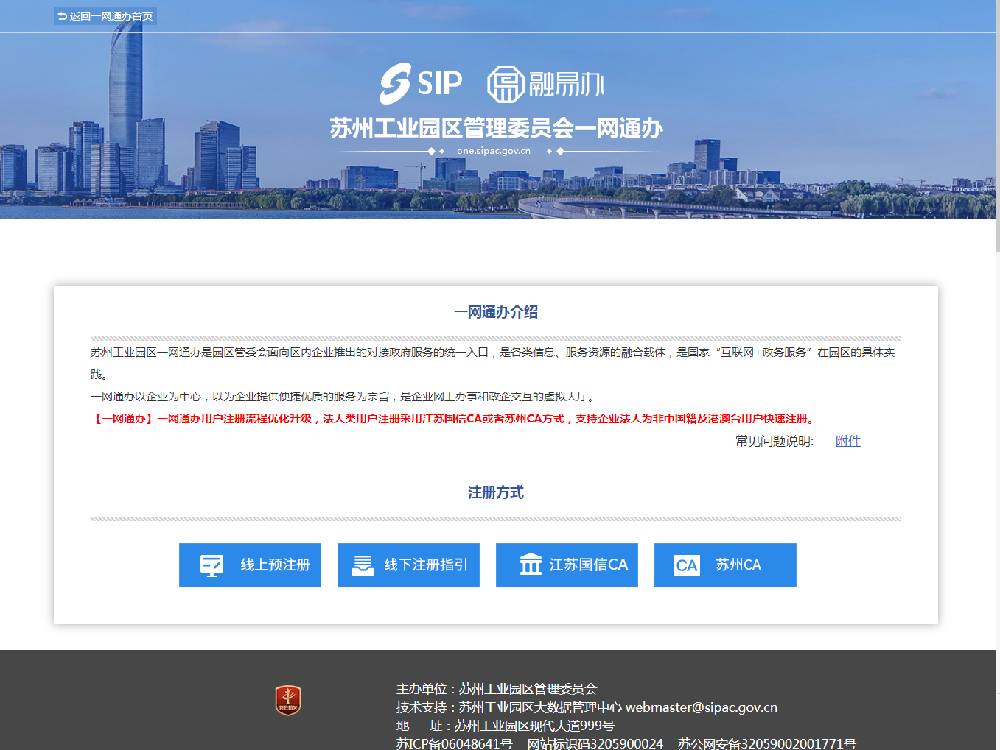 返回一网通办首页
SIP 融易办
苏州工业园区管理委员会一网通办
one.sipac.gov.cn
一网通办介绍
苏州工业园区一网通办是园区管委会面向区内企业推出的对接政府服务的统一入口，是各类信息、服务资源的融合载体，是国家“互联网+政务服务”在园区的具体实
践。
一网通办以企业为中心，以为企业提供便捷优质的服务为宗旨，是企业网上办事和政企交互的虚拟大厅。
【一网通办】一网通办用户注册流程优化升级，法人类用户注册采用江苏国信CA或者苏州CA方式，支持企业法人为非中国籍及港澳台用户快速注册。
常见问题说明: 附件
注册方式
线上预注册 线下注册指引 江苏国信CA CA 苏州CA
党政机关
主办单位：苏州工业园区管理委员会
技术支持：苏州工业园区大数据管理中心 webmaster@sipac.gov.cn
地 址：苏州工业园区现代大道999号
苏ICP备06048641号 网站标识码3205900024 苏公网安备32059002001771号